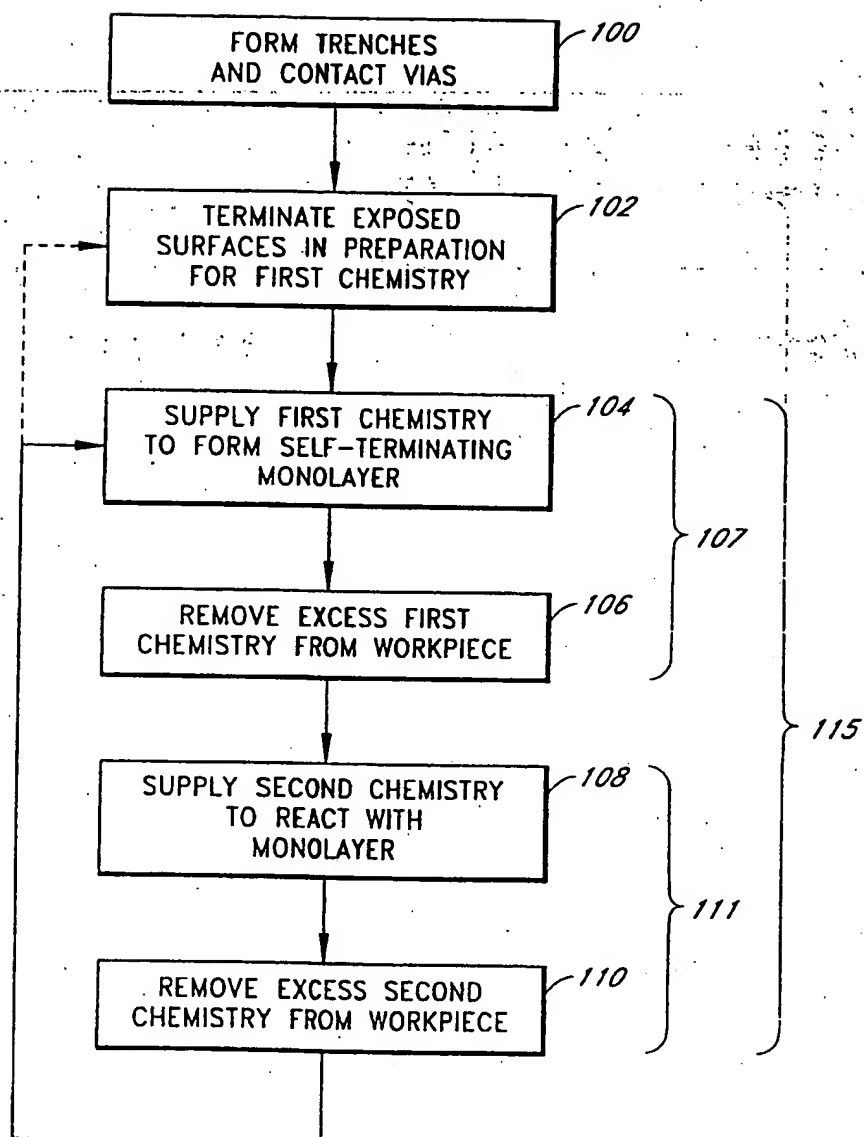 FORM TRENCHES
AND CONTACT VIAS
100
TERMINATE EXPOSED
SURFACES IN PREPARATION
FOR FIRST CHEMISTRY
102
SUPPLY FIRST CHEMISTRY
TO FORM SELF-TERMINATING
MONOLAYER
104
107
REMOVE EXCESS FIRST
CHEMISTRY FROM WORKPIECE
106
115
SUPPLY SECOND CHEMISTRY
TO REACT WITH
MONOLAYER
108
111
REMOVE EXCESS SECOND
CHEMISTRY FROM WORKPIECE
110